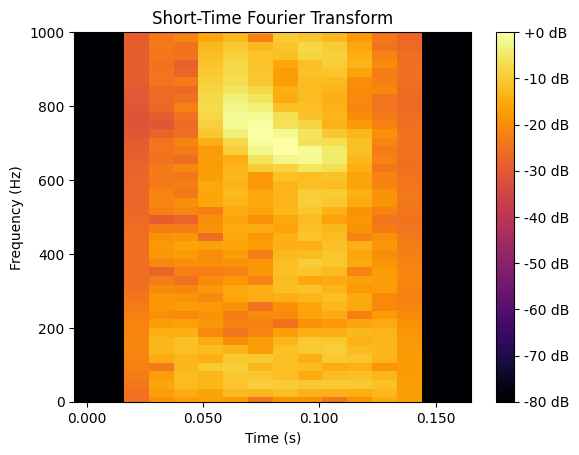 Short-Time Fourier Transform
1000
800
600
400
200
0
Frequency (Hz)
0.000
0.050
0.100
0.150
Time (s)
+0 dB
-10 dB
-20 dB
-30 dB
-40 dB
-50 dB
-60 dB
-70 dB
-80 dB